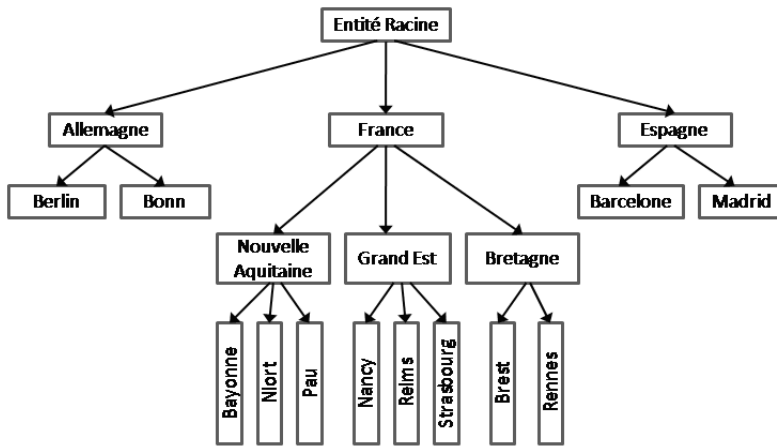 Entité Racine
Allemagne
France
Espagne
Berlin
Bonn
Barcelone
Madrid
Nouvelle
Aquitaine
Grand Est
Bretagne
Bayonne
Niort
Pau
Nancy
Reims
Strasbourg
Brest
Rennes